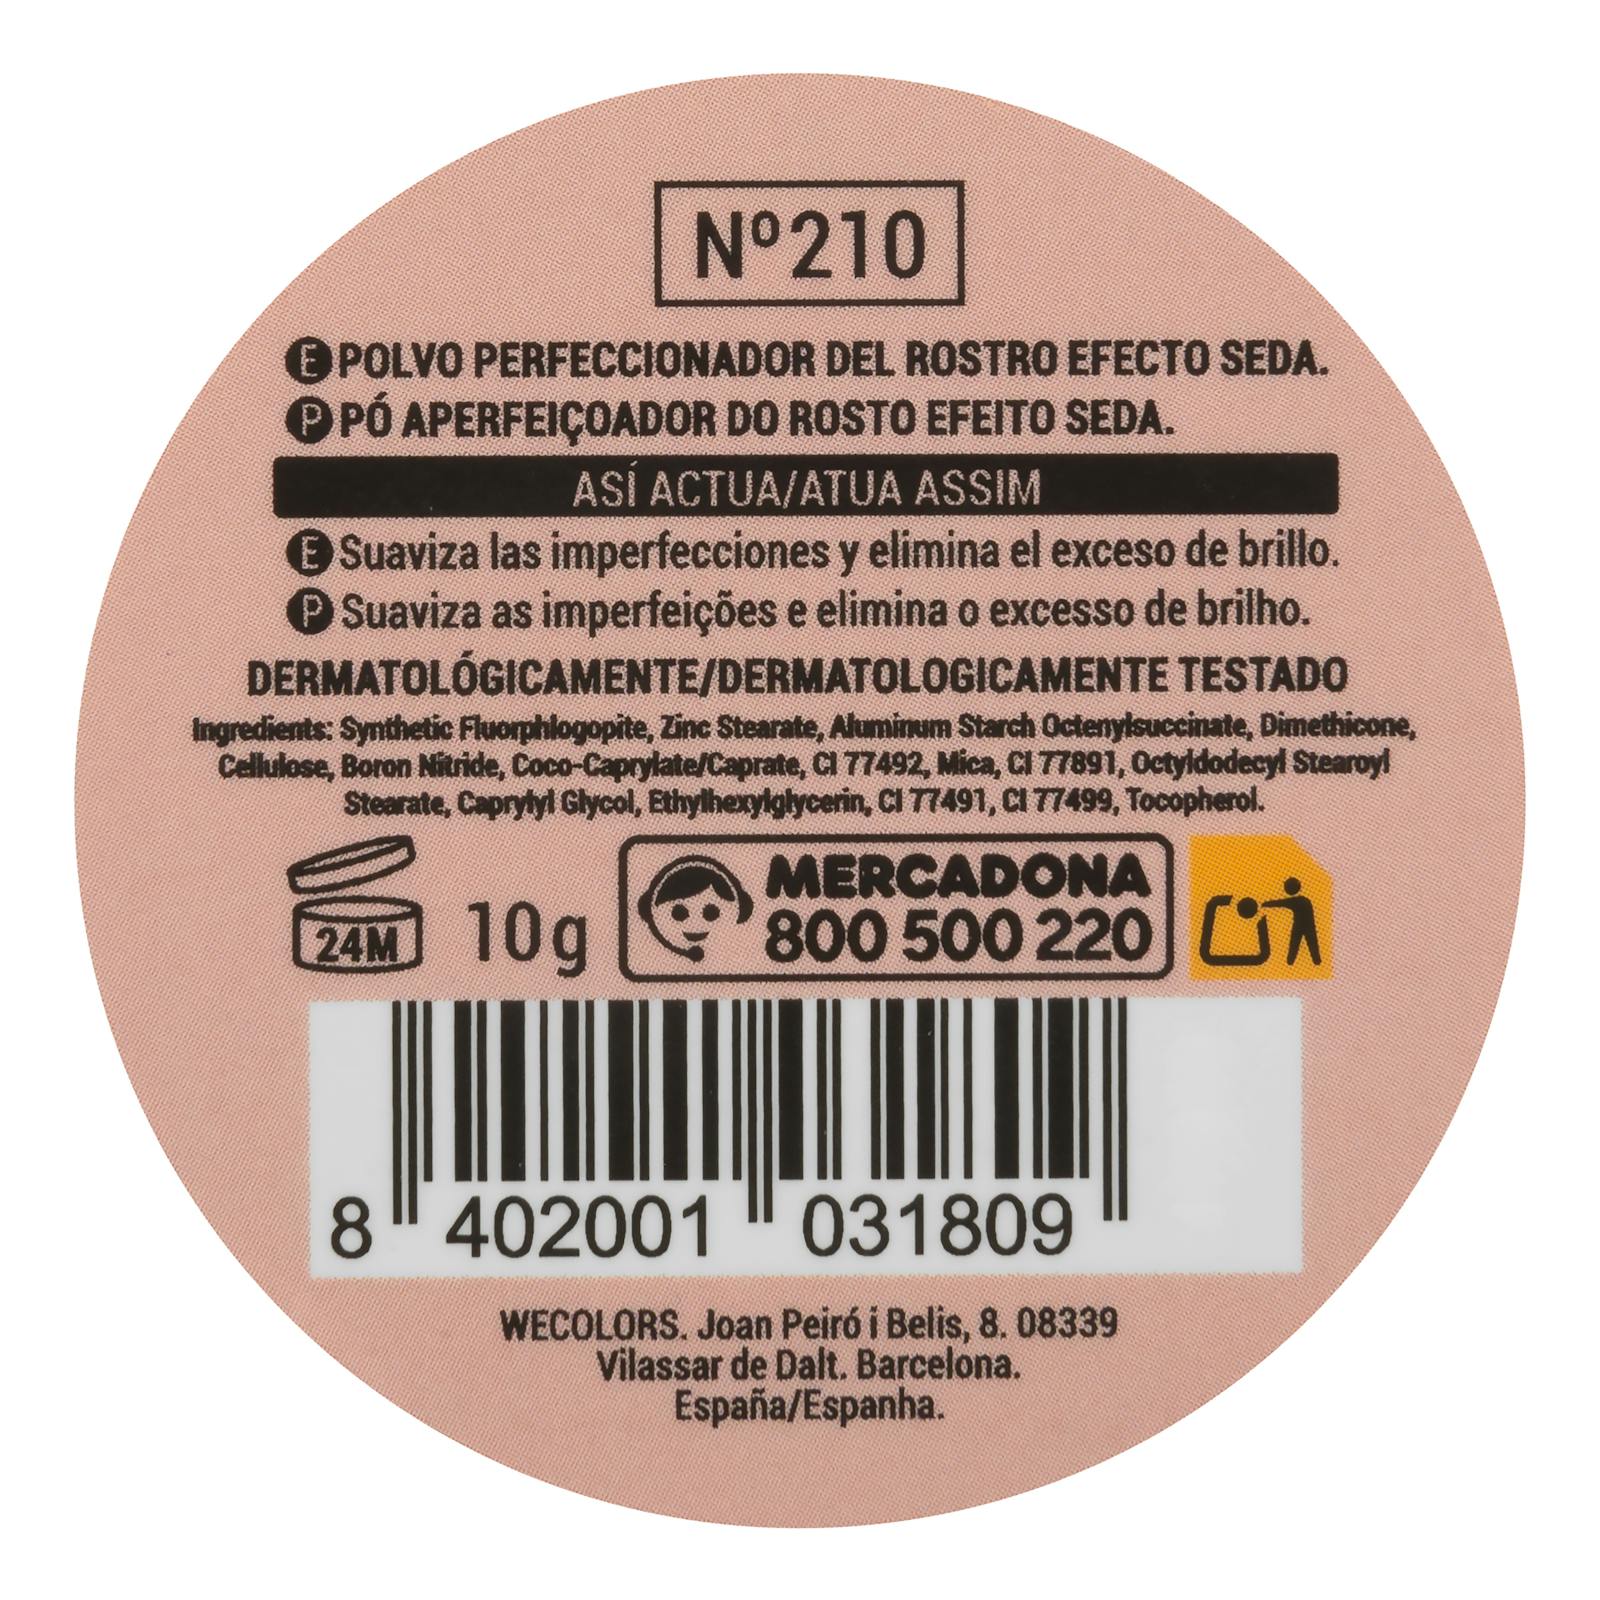 Nº210
E POLVO PERFECCIONADOR DEL ROSTRO EFECTO SEDA.
P PÓ APERFEIÇOADOR DO ROSTO EFEITO SEDA.
ASÍ ACTUA/ATUA ASSIM
E Suaviza las imperfecciones y elimina el exceso de brillo.
P Suaviza as imperfeições e elimina o excesso de brilho.
DERMATOLÓGICAMENTE/DERMATOLOGICAMENTE TESTADO
Ingredients: Synthetic Fluorphlogopite, Zinc Stearate, Aluminum Starch Octenylsuccinate, Dimethicone,
Cellulose, Boron Nitride, Coco-Caprylate/Caprate, CI 77492, Mica, CI 77891, Octyldodecyl Stearoyl
Stearate, Caprylyl Glycol, Ethylhexylglycerin, CI 77491, CI 77499, Tocopherol.
24M
10g
MERCADONA
800 500 220
8 402001 031809
WECOLORS. Joan Peiró i Belis, 8. 08339
Vilassar de Dalt. Barcelona.
España/Espanha.